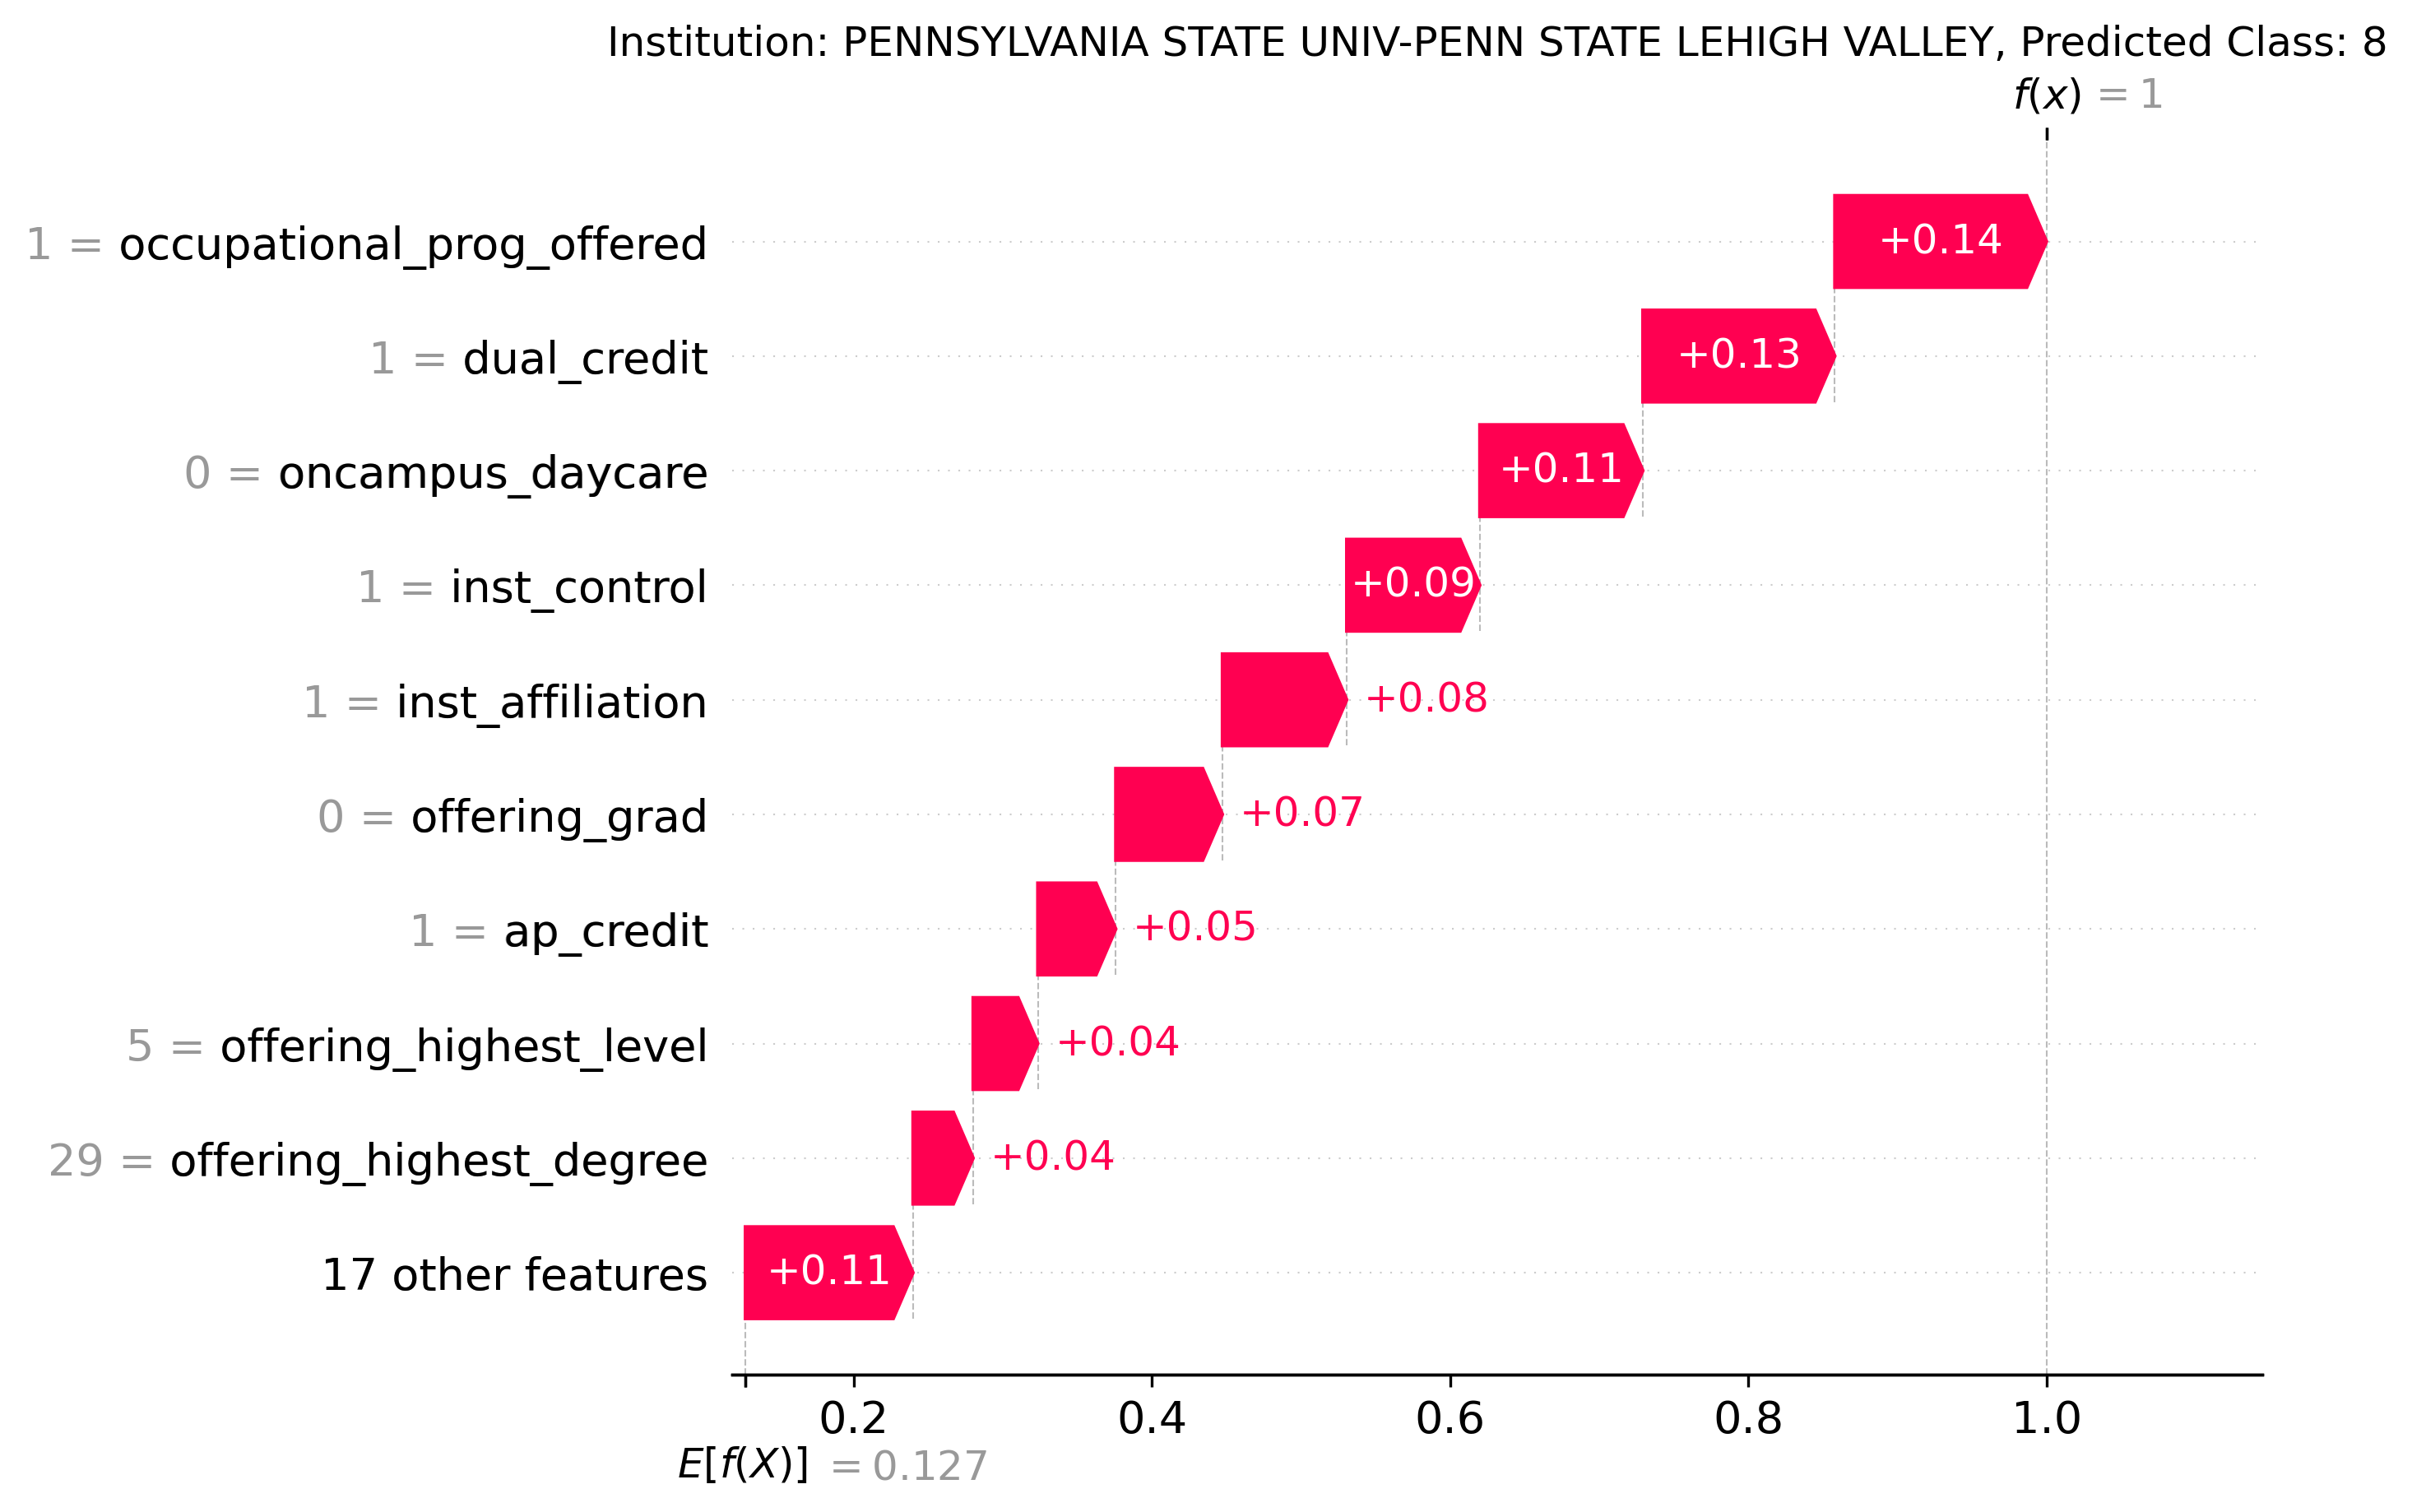 Institution: PENNSYLVANIA STATE UNIV-PENN STATE LEHIGH VALLEY, Predicted Class: 8
f(x) = 1
1 = occupational_prog_offered +0.14
1 = dual_credit +0.13
0 = oncampus_daycare +0.11
1 = inst_control +0.09
1 = inst_affiliation +0.08
0 = offering_grad +0.07
1 = ap_credit +0.05
5 = offering_highest_level +0.04
29 = offering_highest_degree +0.04
17 other features +0.11
0.2 0.4 0.6 0.8 1.0
E[f(X)] = 0.127